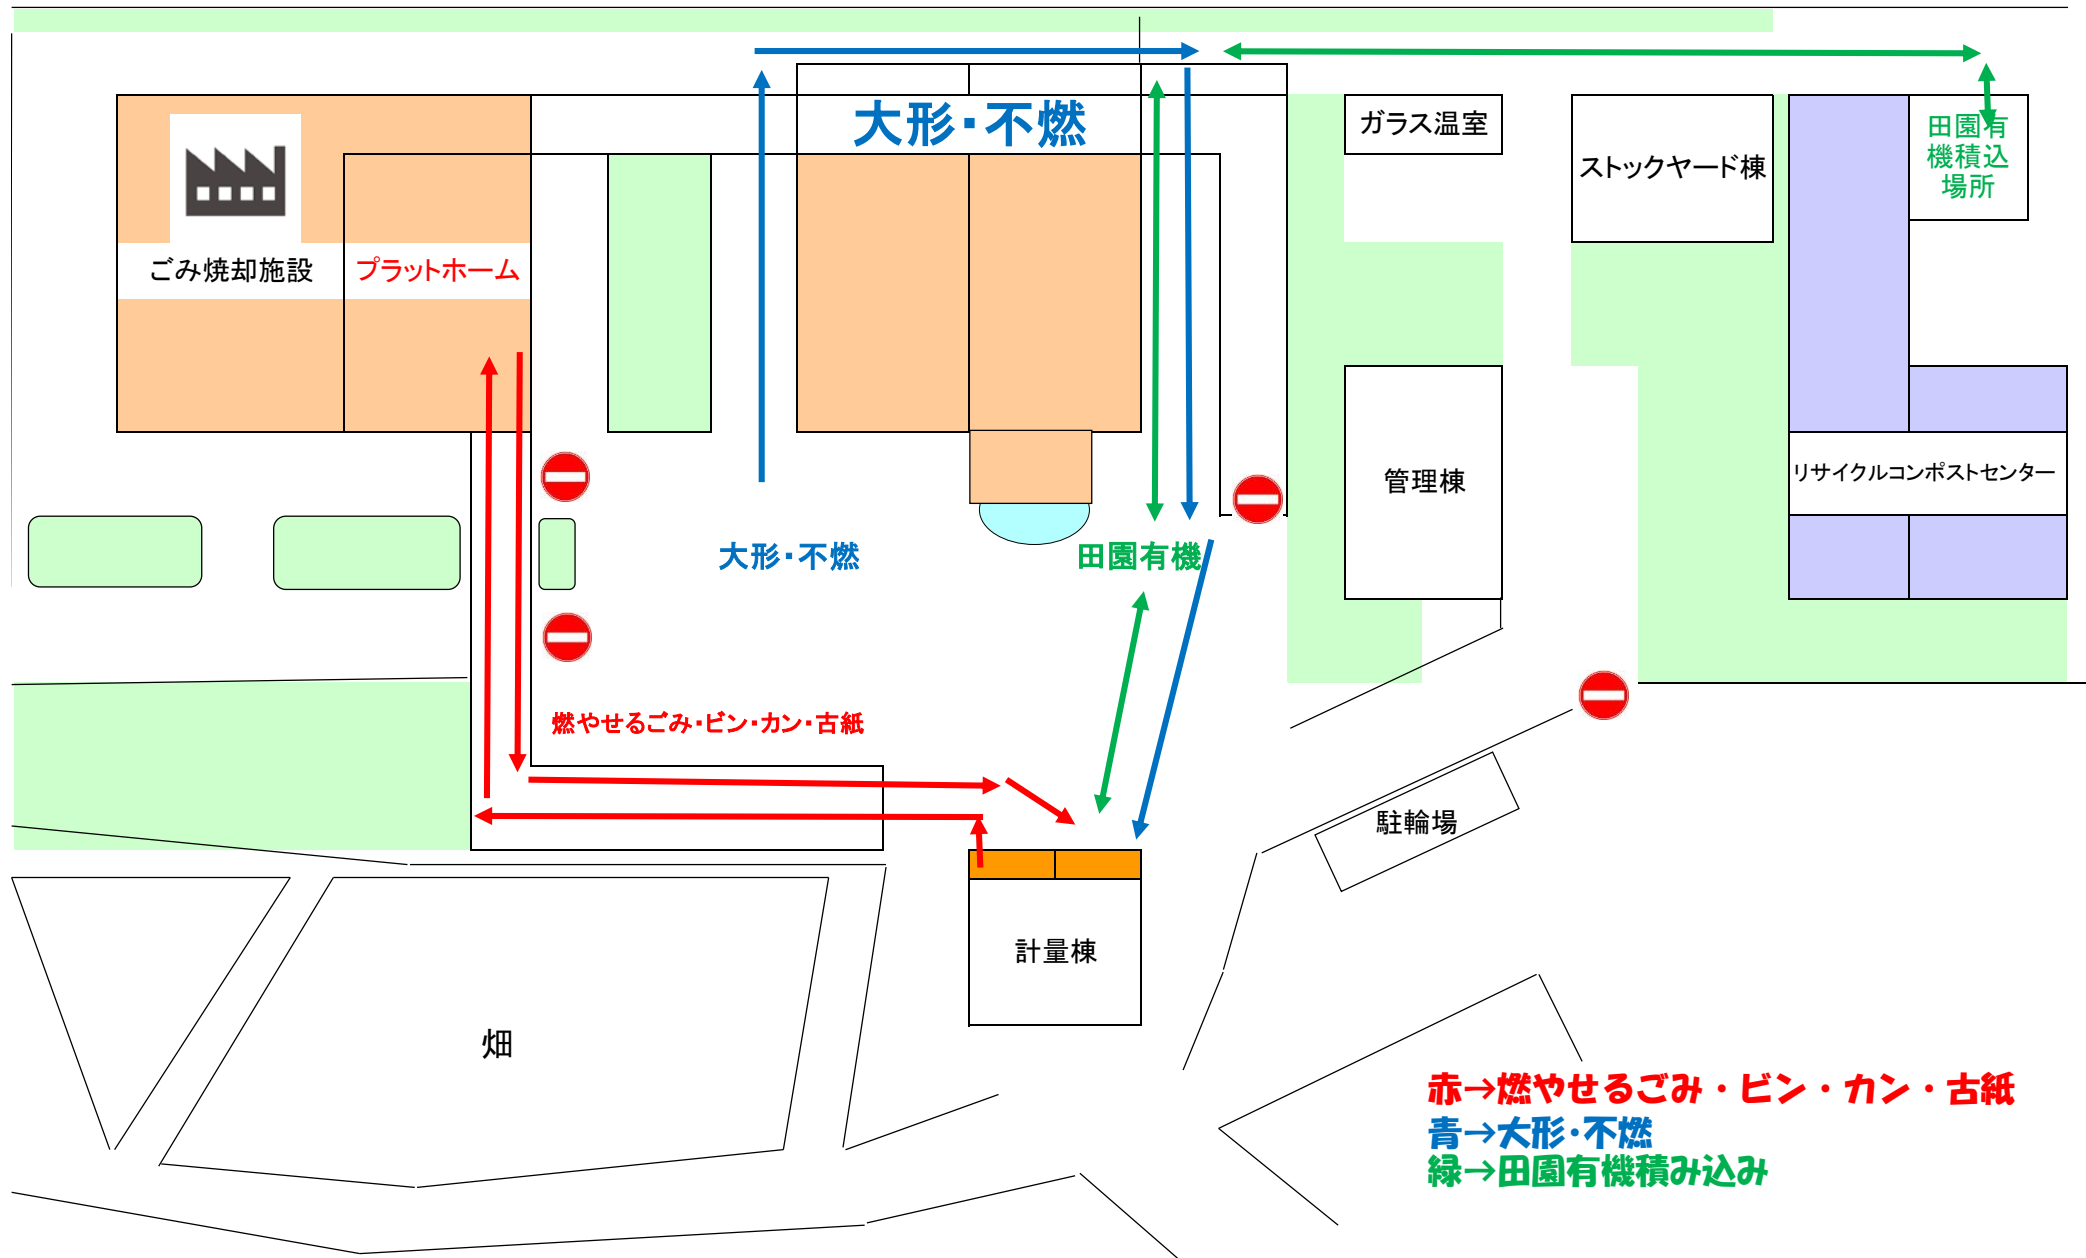 大形・不燃
ガラス温室
ストックヤード棟
田園有
機積込
場所
ごみ焼却施設
プラットホーム
管理棟
リサイクルコンポストセンター
大形・不燃
田園有機
燃やせるごみ・ビン・カン・古紙
駐輪場
計量棟
畑
赤→燃やせるごみ・ビン・カン・古紙
青→大形・不燃
緑→田園有機積み込み